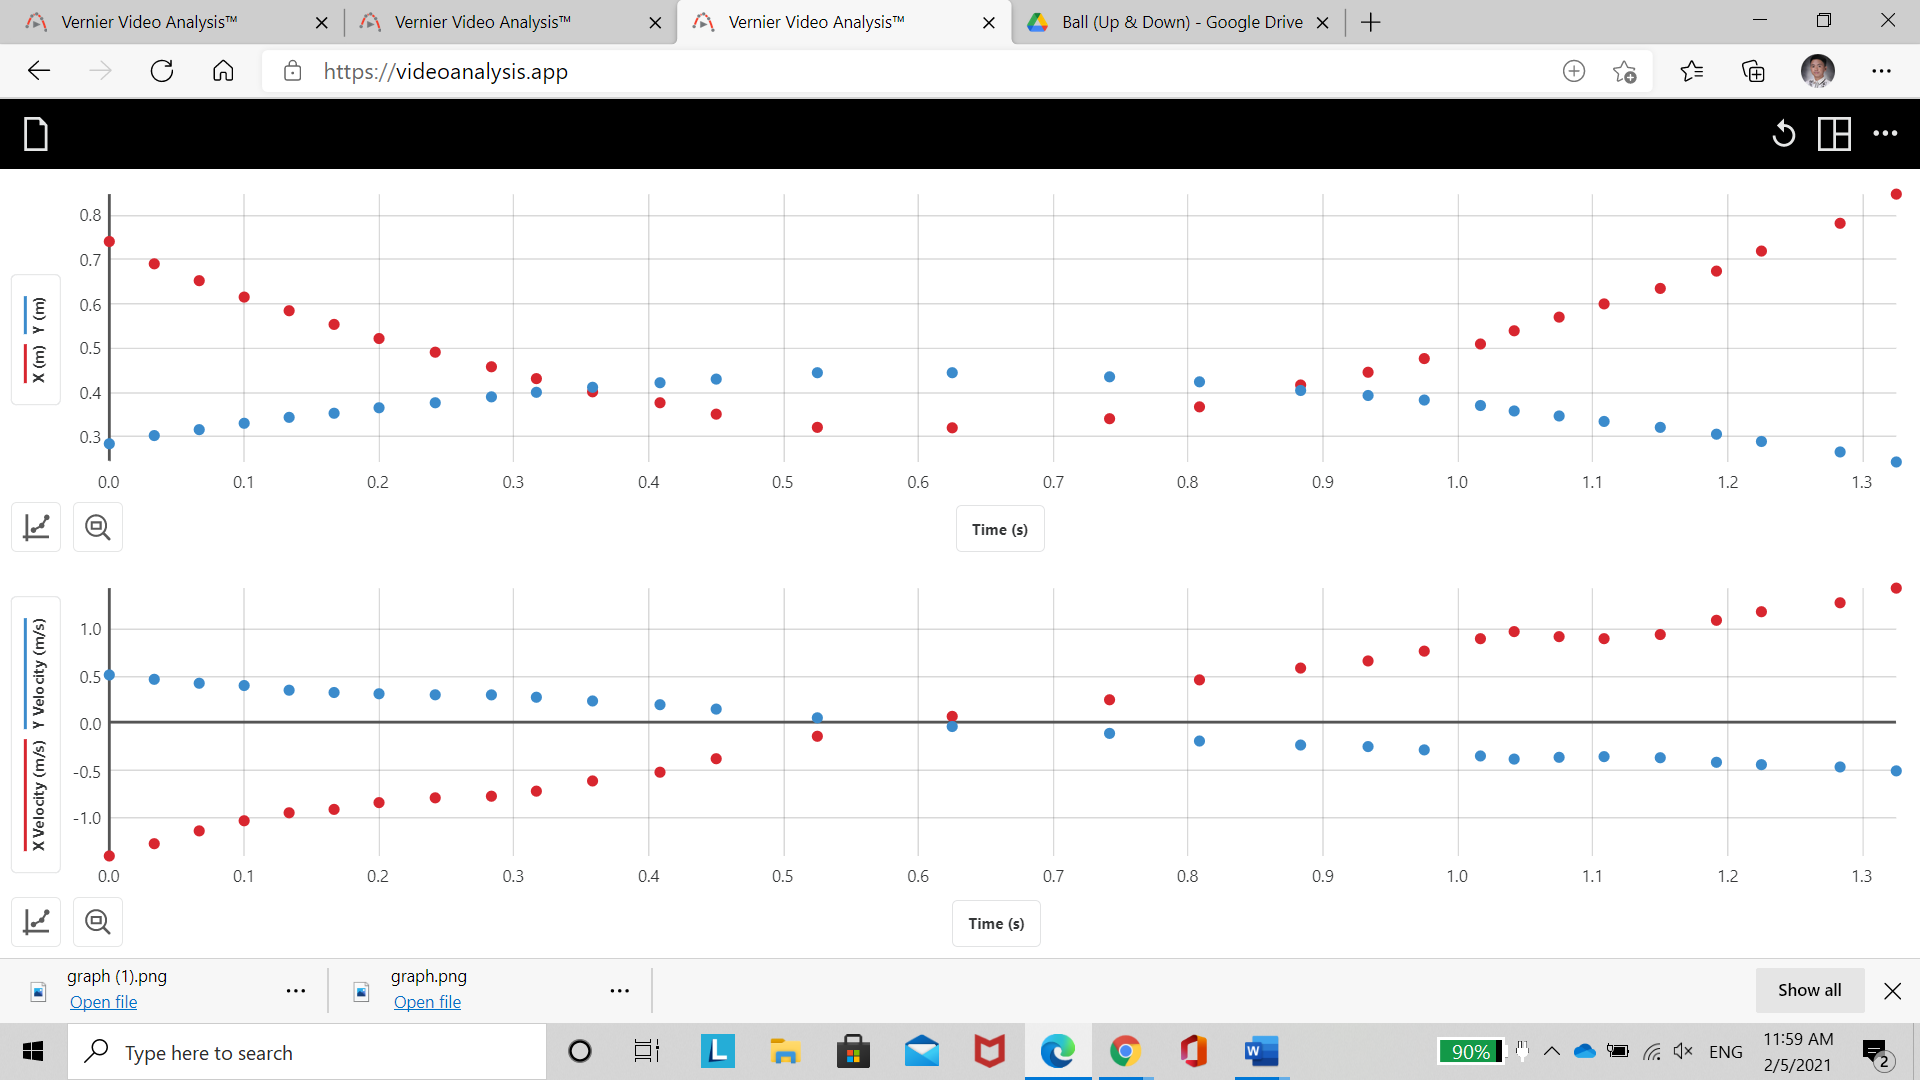 Vernier Video Analysis™
Vernier Video Analysis™
Vernier Video Analysis™
Ball (Up & Down) - Google Drive
https://videoanalysis.app
X (m) Y (m)
0.8
0.7
0.6
0.5
0.4
0.3
0.0 0.1 0.2 0.3 0.4 0.5 0.6 0.7 0.8 0.9 1.0 1.1 1.2 1.3
Time (s)
X Velocity (m/s) Y Velocity (m/s)
1.0
0.5
0.0
-0.5
-1.0
0.0 0.1 0.2 0.3 0.4 0.5 0.6 0.7 0.8 0.9 1.0 1.1 1.2 1.3
Time (s)
graph (1).png
Open file
graph.png
Open file
Show all
Type here to search
L
W
90%
ENG
11:59 AM
2/5/2021
2